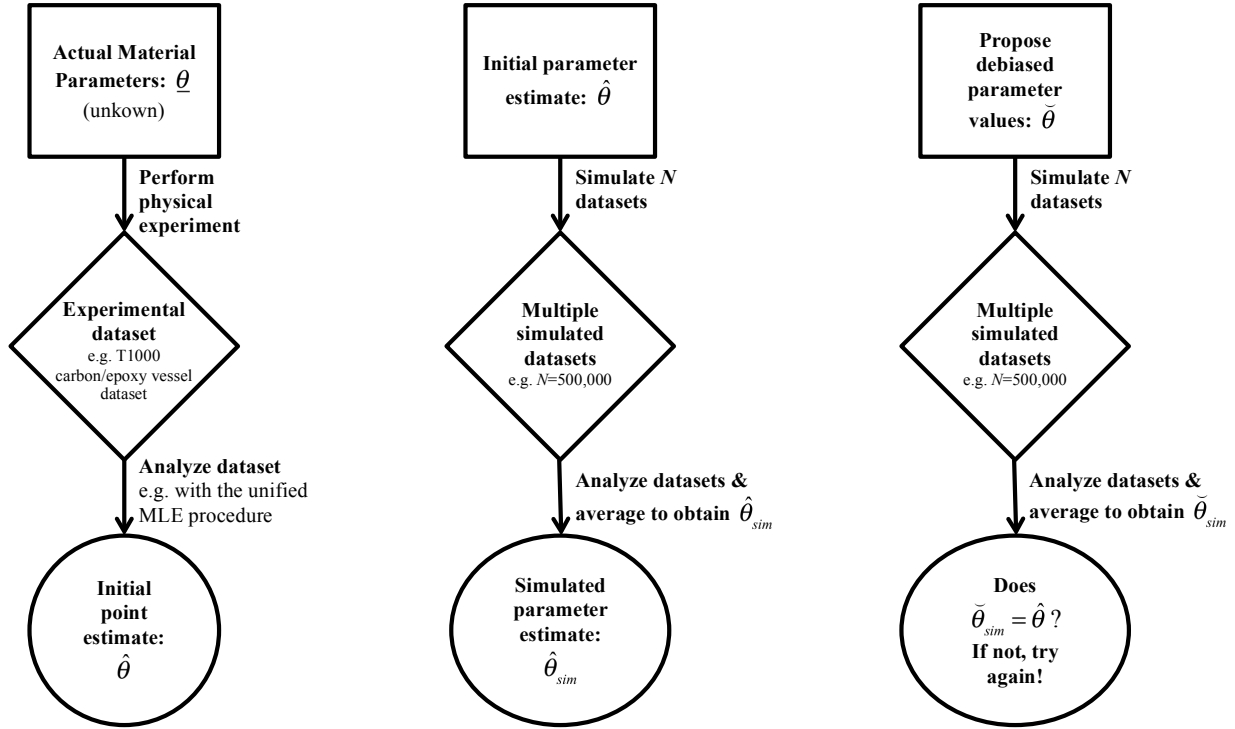 Actual Material
Parameters: θ̲
(unkown)
Perform
physical
experiment
Experimental
dataset
e.g. T1000
carbon/epoxy vessel
dataset
Analyze dataset
e.g. with the unified
MLE procedure
Initial
point
estimate:
θ̂
Initial parameter
estimate: θ̂
Simulate N
datasets
Multiple
simulated
datasets
e.g. N=500,000
Analyze datasets &
average to obtain θ̂sim
Simulated
parameter
estimate:
θ̂sim
Propose
debiased
parameter
values: θ̆
Simulate N
datasets
Multiple
simulated
datasets
e.g. N=500,000
Analyze datasets &
average to obtain θ̆sim
Does
θ̆sim = θ̂ ?
If not, try
again!